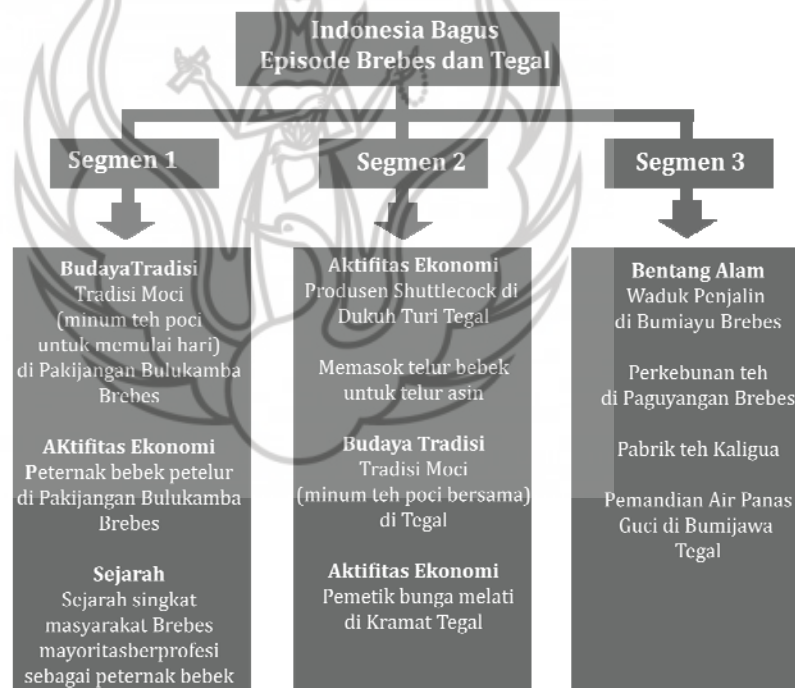 Indonesia Bagus
Episode Brebes dan Tegal
Segmen 1
BudayaTradisi
Tradisi Moci
(minum teh poci
untuk memulai hari)
di Pakijangan Bulukamba
Brebes
AKtifitas Ekonomi
Peternak bebek petelur
di Pakijangan Bulukamba
Brebes
Sejarah
Sejarah singkat
masyarakat Brebes
mayoritasberprofesi
sebagai peternak bebek
Segmen 2
Aktifitas Ekonomi
Produsen Shuttlecock di
Dukuh Turi Tegal
Memasok telur bebek
untuk telur asin
Budaya Tradisi
Tradisi Moci
(minum teh poci bersama)
di Tegal
Aktifitas Ekonomi
Pemetik bunga melati
di Kramat Tegal
Segmen 3
Bentang Alam
Waduk Penjalin
di Bumiayu Brebes
Perkebunan teh
di Paguyangan Brebes
Pabrik teh Kaligua
Pemandian Air Panas
Guci di Bumijawa
Tegal